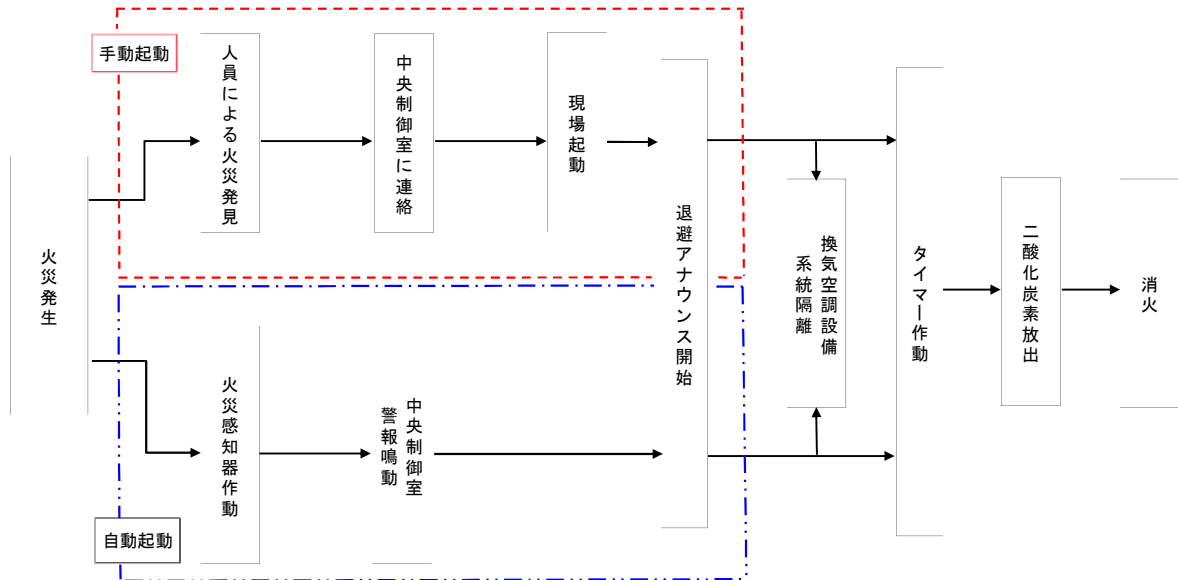 手動起動
人員による火災発見
中央制御室に連絡
現場起動
火災発生
退避アナウンス開始
換気空調設備
系統隔離
タイマー作動
二酸化炭素放出
消火
火災感知器作動
中央制御室
警報鳴動
自動起動